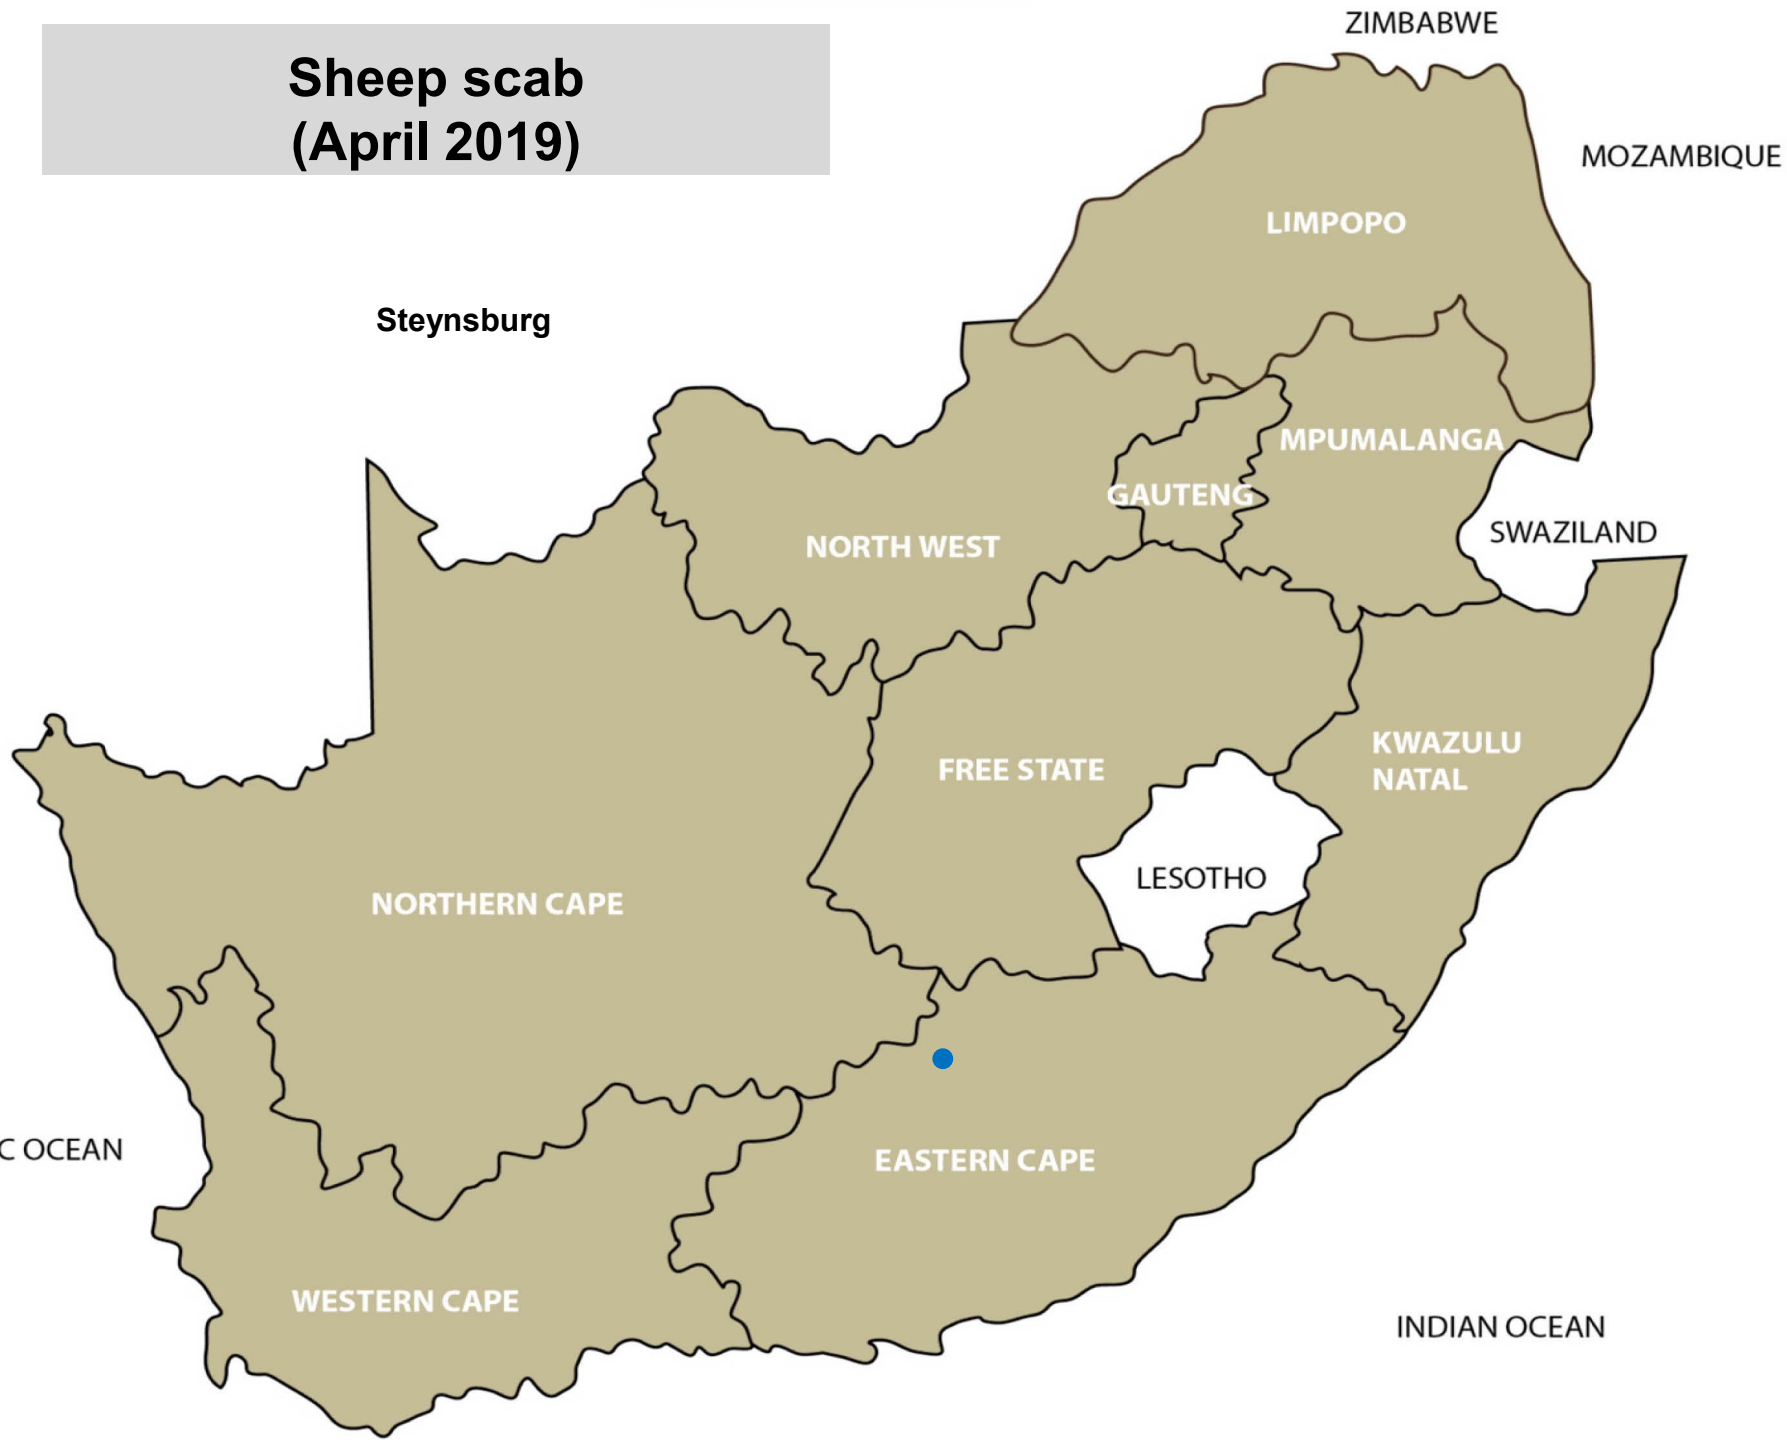 Sheep scab
(April 2019)
ZIMBABWE
MOZAMBIQUE
LIMPOPO
Steynsburg
MPUMALANGA
GAUTENG
SWAZILAND
NORTH WEST
KWAZULU
NATAL
FREE STATE
LESOTHO
NORTHERN CAPE
C OCEAN
EASTERN CAPE
WESTERN CAPE
INDIAN OCEAN